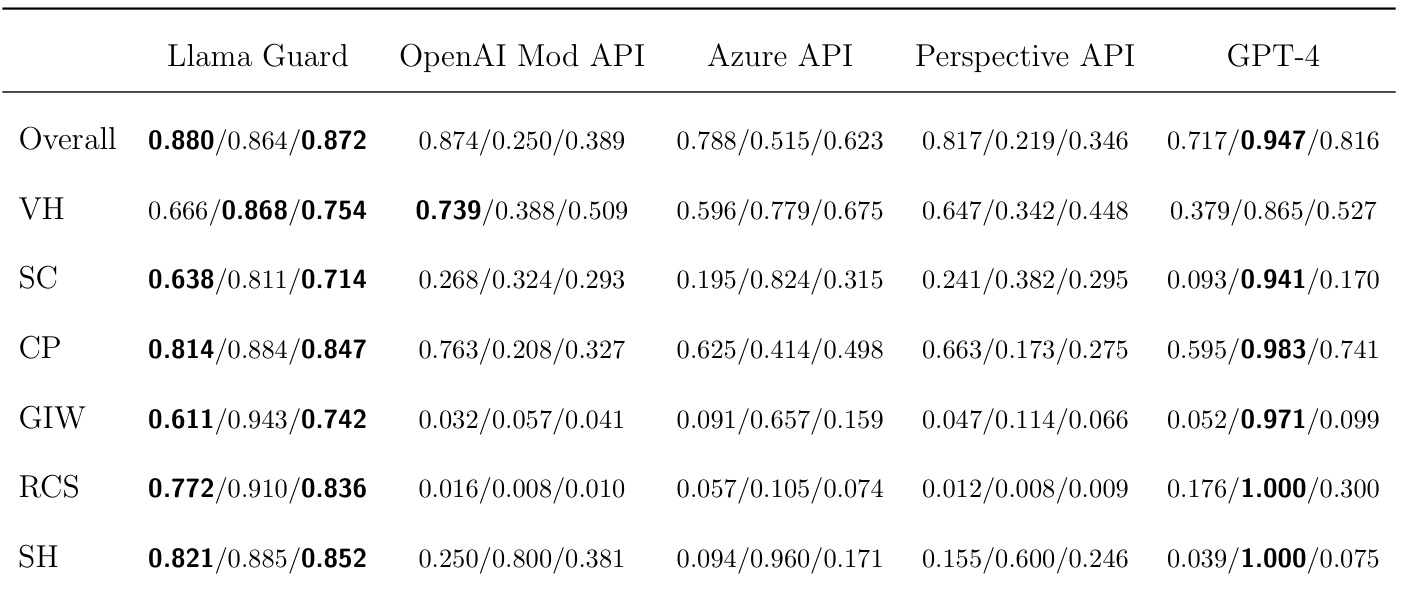 Llama Guard OpenAI Mod API Azure API Perspective API GPT-4
Overall 0.880/0.864/0.872 0.874/0.250/0.389 0.788/0.515/0.623 0.817/0.219/0.346 0.717/0.947/0.816
VH 0.666/0.868/0.754 0.739/0.388/0.509 0.596/0.779/0.675 0.647/0.342/0.448 0.379/0.865/0.527
SC 0.638/0.811/0.714 0.268/0.324/0.293 0.195/0.824/0.315 0.241/0.382/0.295 0.093/0.941/0.170
CP 0.814/0.884/0.847 0.763/0.208/0.327 0.625/0.414/0.498 0.663/0.173/0.275 0.595/0.983/0.741
GIW 0.611/0.943/0.742 0.032/0.057/0.041 0.091/0.657/0.159 0.047/0.114/0.066 0.052/0.971/0.099
RCS 0.772/0.910/0.836 0.016/0.008/0.010 0.057/0.105/0.074 0.012/0.008/0.009 0.176/1.000/0.300
SH 0.821/0.885/0.852 0.250/0.800/0.381 0.094/0.960/0.171 0.155/0.600/0.246 0.039/1.000/0.075